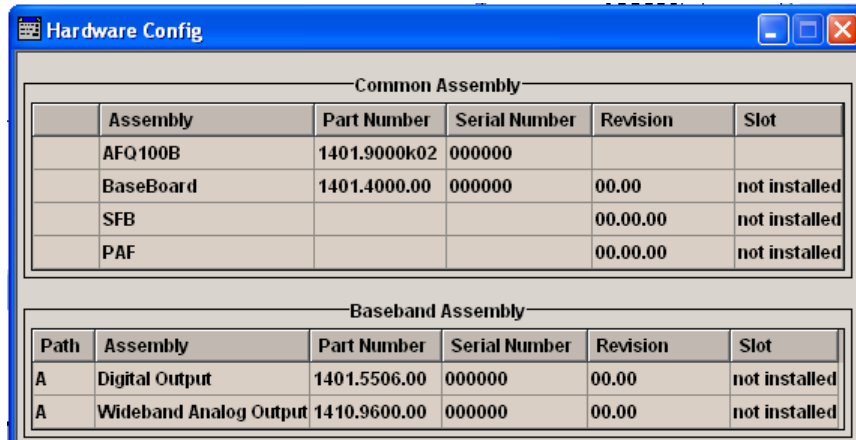 Hardware Config
Common Assembly
Assembly Part Number Serial Number Revision Slot
AFQ100B 1401.9000k02 000000
BaseBoard 1401.4000.00 000000 00.00 not installed
SFB 00.00.00 not installed
PAF 00.00.00 not installed
Baseband Assembly
Path Assembly Part Number Serial Number Revision Slot
A Digital Output 1401.5506.00 000000 00.00 not installed
A Wideband Analog Output 1410.9600.00 000000 00.00 not installed